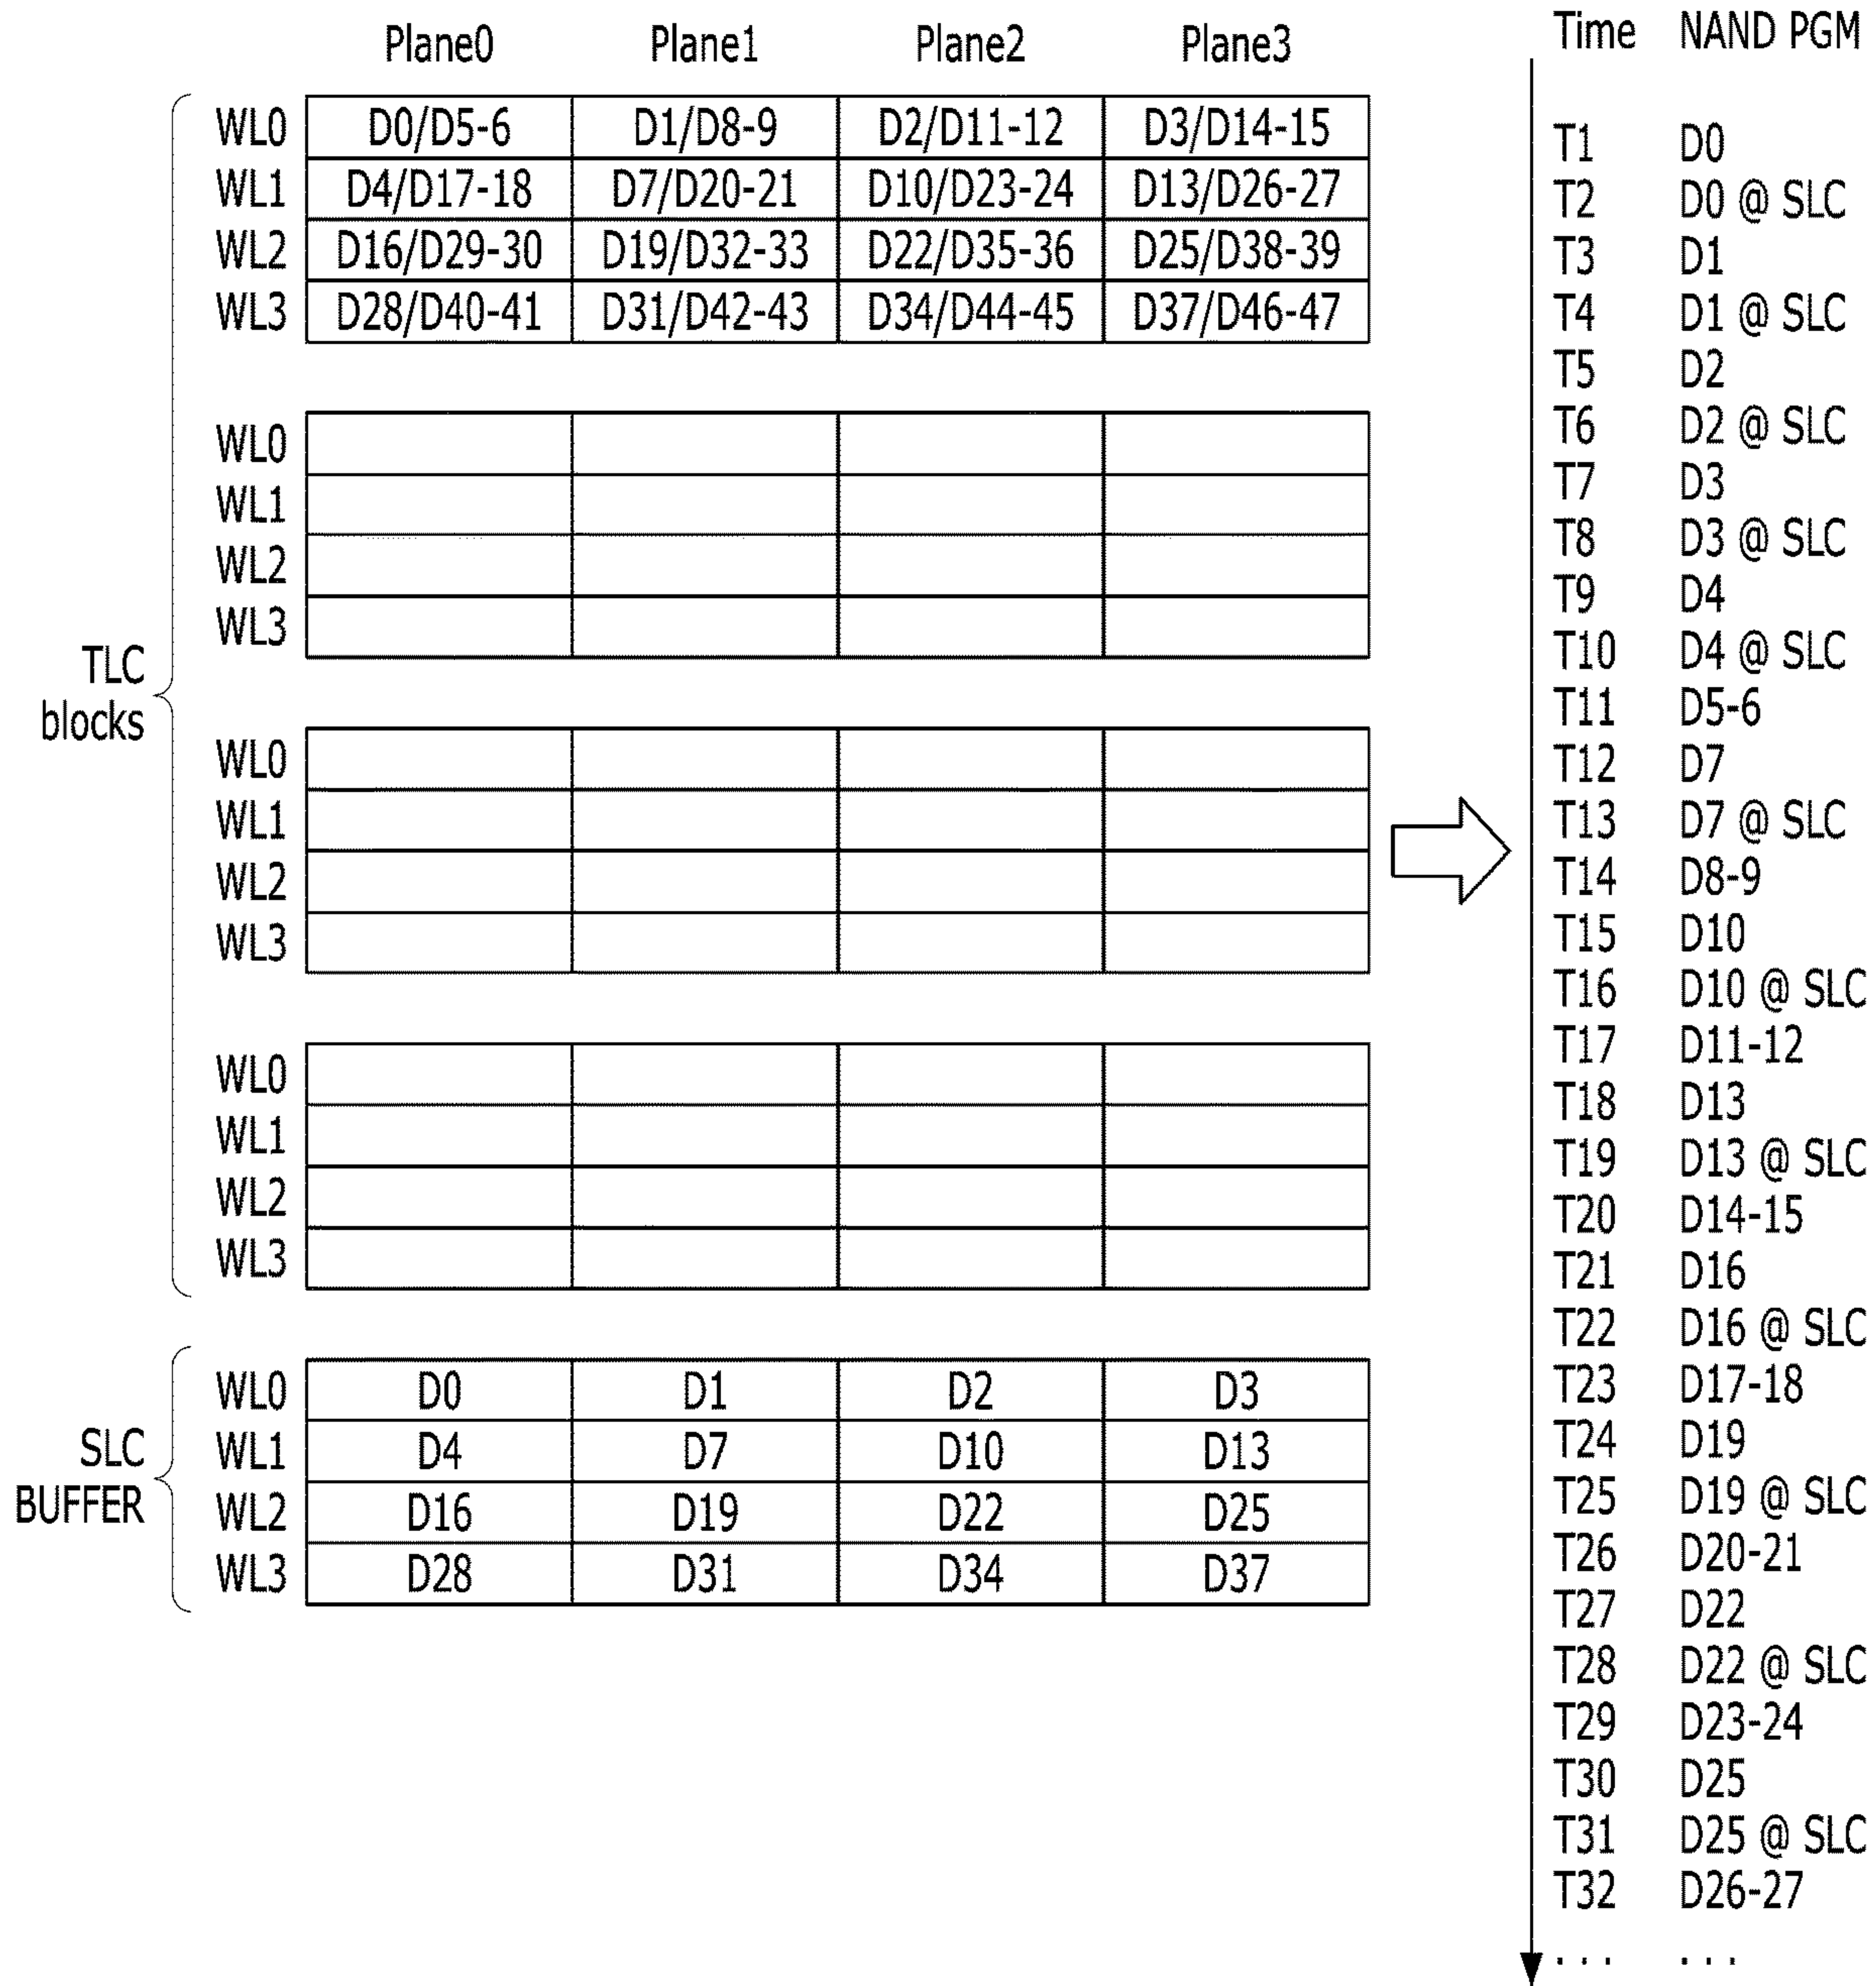 Plane0 Plane1 Plane2 Plane3
WL0 D0/D5-6 D1/D8-9 D2/D11-12 D3/D14-15
WL1 D4/D17-18 D7/D20-21 D10/D23-24 D13/D26-27
WL2 D16/D29-30 D19/D32-33 D22/D35-36 D25/D38-39
WL3 D28/D40-41 D31/D42-43 D34/D44-45 D37/D46-47
WL0
WL1
WL2
WL3
TLC
blocks
WL0
WL1
WL2
WL3
WL0
WL1
WL2
WL3
SLC
BUFFER
WL0 D0 D1 D2 D3
WL1 D4 D7 D10 D13
WL2 D16 D19 D22 D25
WL3 D28 D31 D34 D37
Time NAND PGM
T1 D0
T2 D0 @ SLC
T3 D1
T4 D1 @ SLC
T5 D2
T6 D2 @ SLC
T7 D3
T8 D3 @ SLC
T9 D4
T10 D4 @ SLC
T11 D5-6
T12 D7
T13 D7 @ SLC
T14 D8-9
T15 D10
T16 D10 @ SLC
T17 D11-12
T18 D13
T19 D13 @ SLC
T20 D14-15
T21 D16
T22 D16 @ SLC
T23 D17-18
T24 D19
T25 D19 @ SLC
T26 D20-21
T27 D22
T28 D22 @ SLC
T29 D23-24
T30 D25
T31 D25 @ SLC
T32 D26-27
. . . . . .